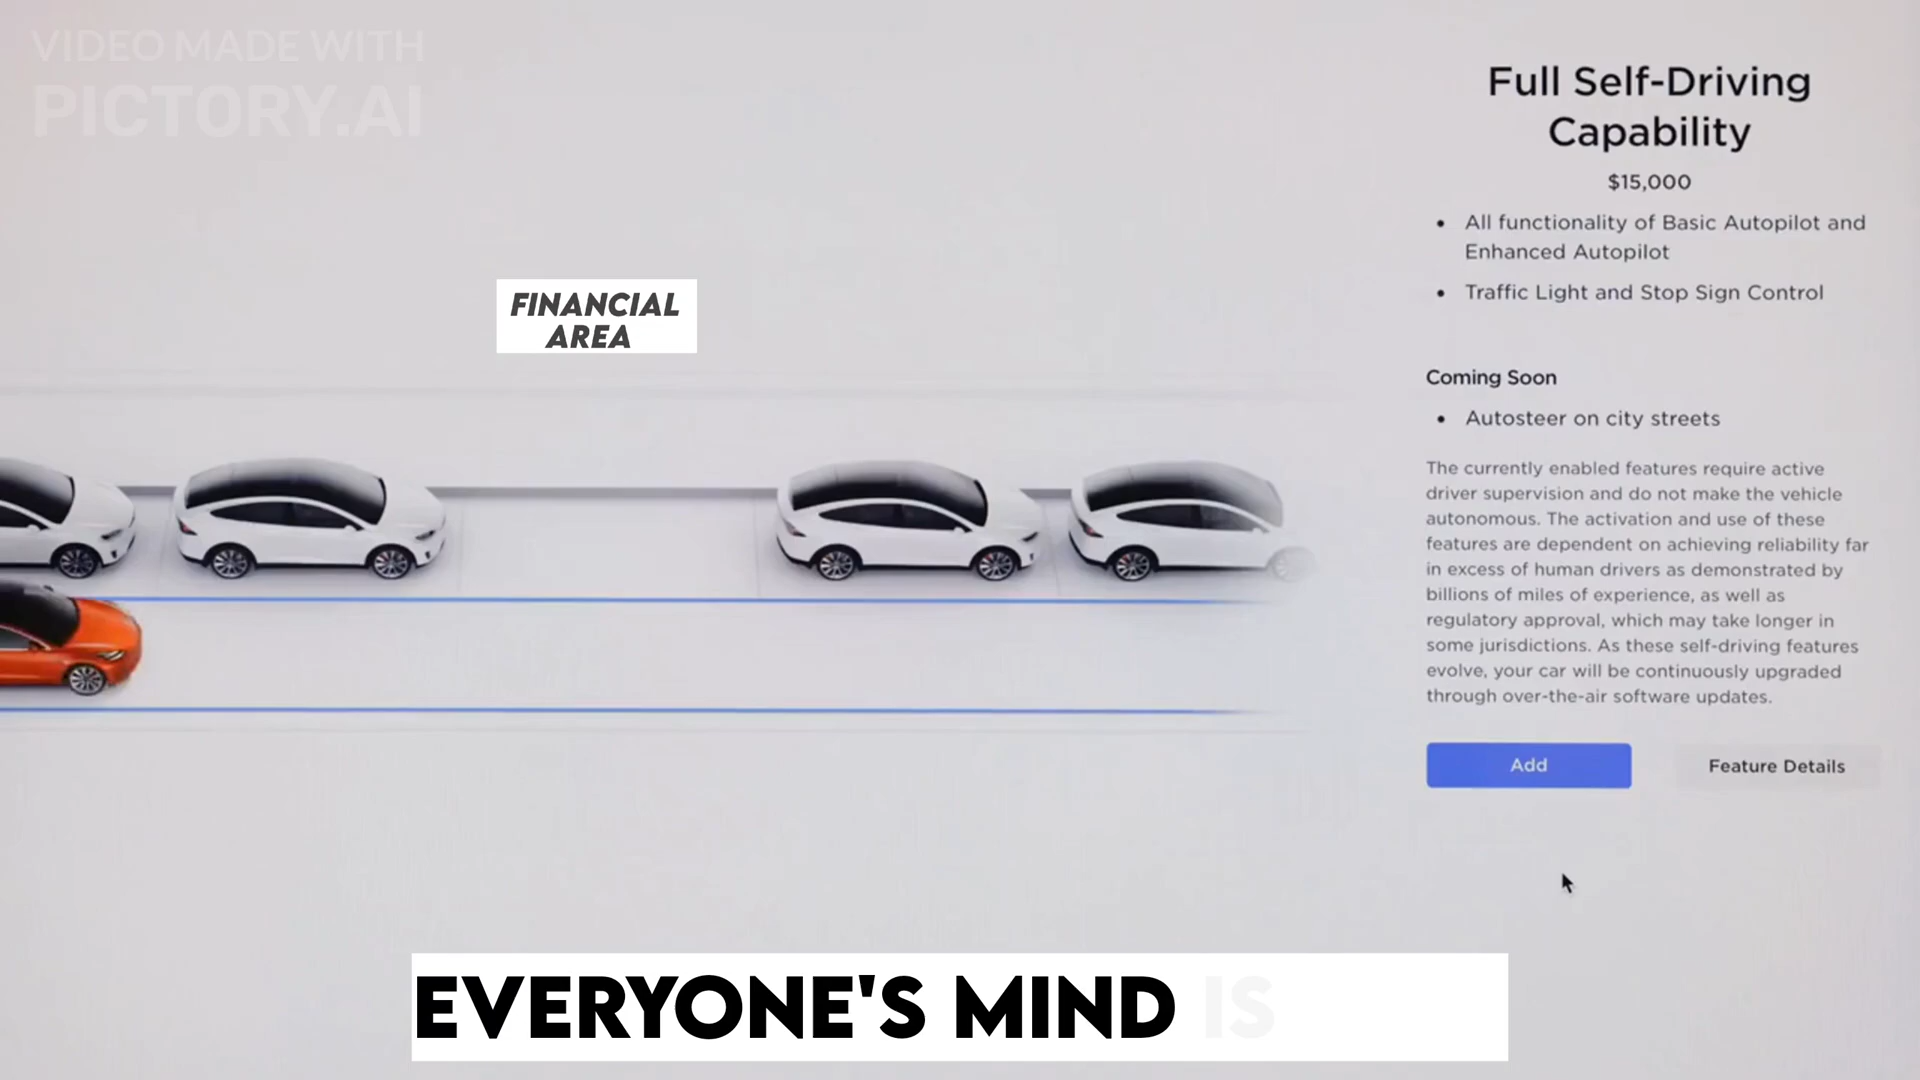 VIDEO MADE WITH
PICTORY.AI
FINANCIAL
AREA
Full Self-Driving
Capability
$15,000
• All functionality of Basic Autopilot and
Enhanced Autopilot
• Traffic Light and Stop Sign Control
Coming Soon
• Autosteer on city streets
The currently enabled features require active
driver supervision and do not make the vehicle
autonomous. The activation and use of these
features are dependent on achieving reliability far
in excess of human drivers as demonstrated by
billions of miles of experience, as well as
regulatory approval, which may take longer in
some jurisdictions. As these self-driving features
evolve, your car will be continuously upgraded
through over-the-air software updates.
Add
Feature Details
EVERYONE'S MIND IS